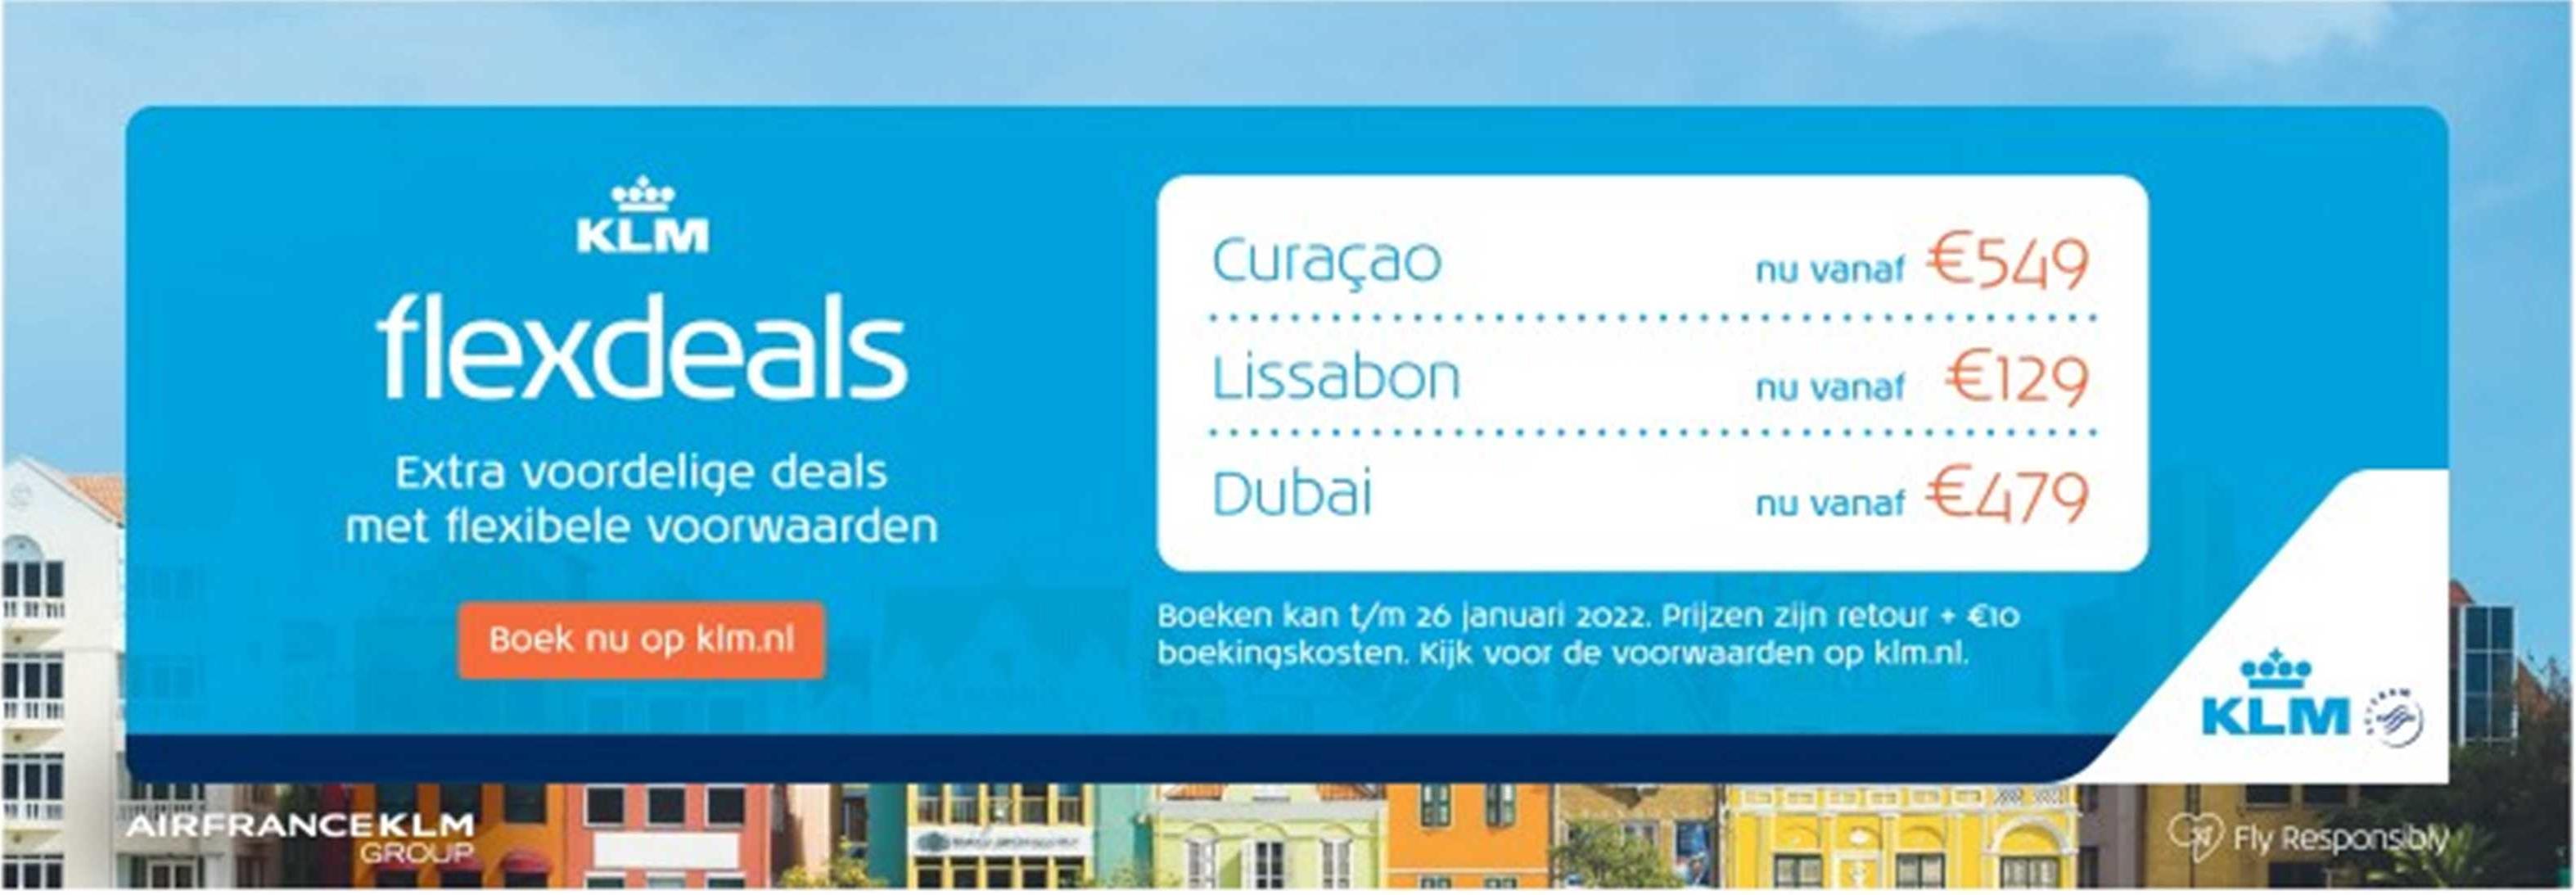 KLM
flexdeals
Extra voordelige deals
met flexibele voorwaarden
Boek nu op klm.nl
Curaçao nu vanaf €549
Lissabon nu vanaf €129
Dubai nu vanaf €479
Boeken kan t/m 26 januari 2022. Prijzen zijn retour + €10
boekingskosten. Kijk voor de voorwaarden op klm.nl.
KLM
AIRFRANCEKLM
GROUP
Fly Responsibly